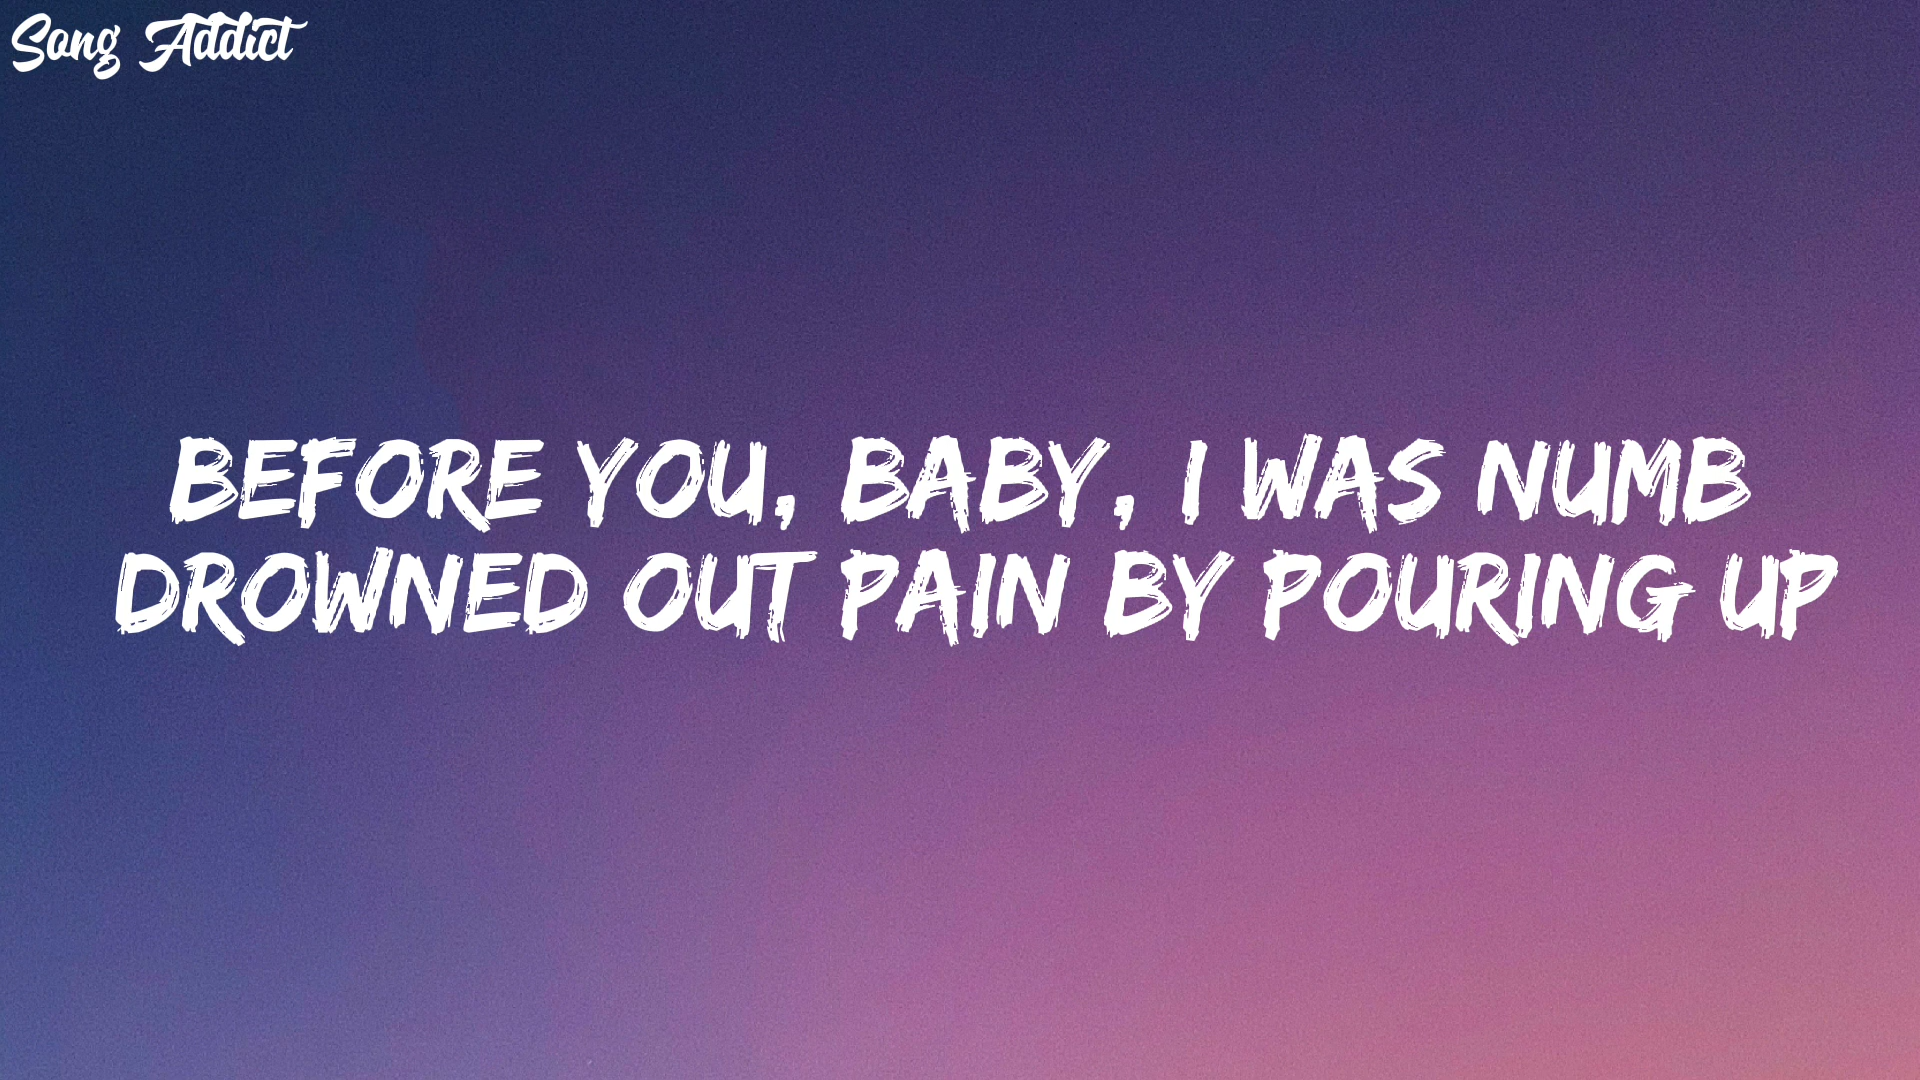 Song Addict
BEFORE YOU, BABY, I WAS NUMB
DROWNED OUT PAIN BY POURING UP